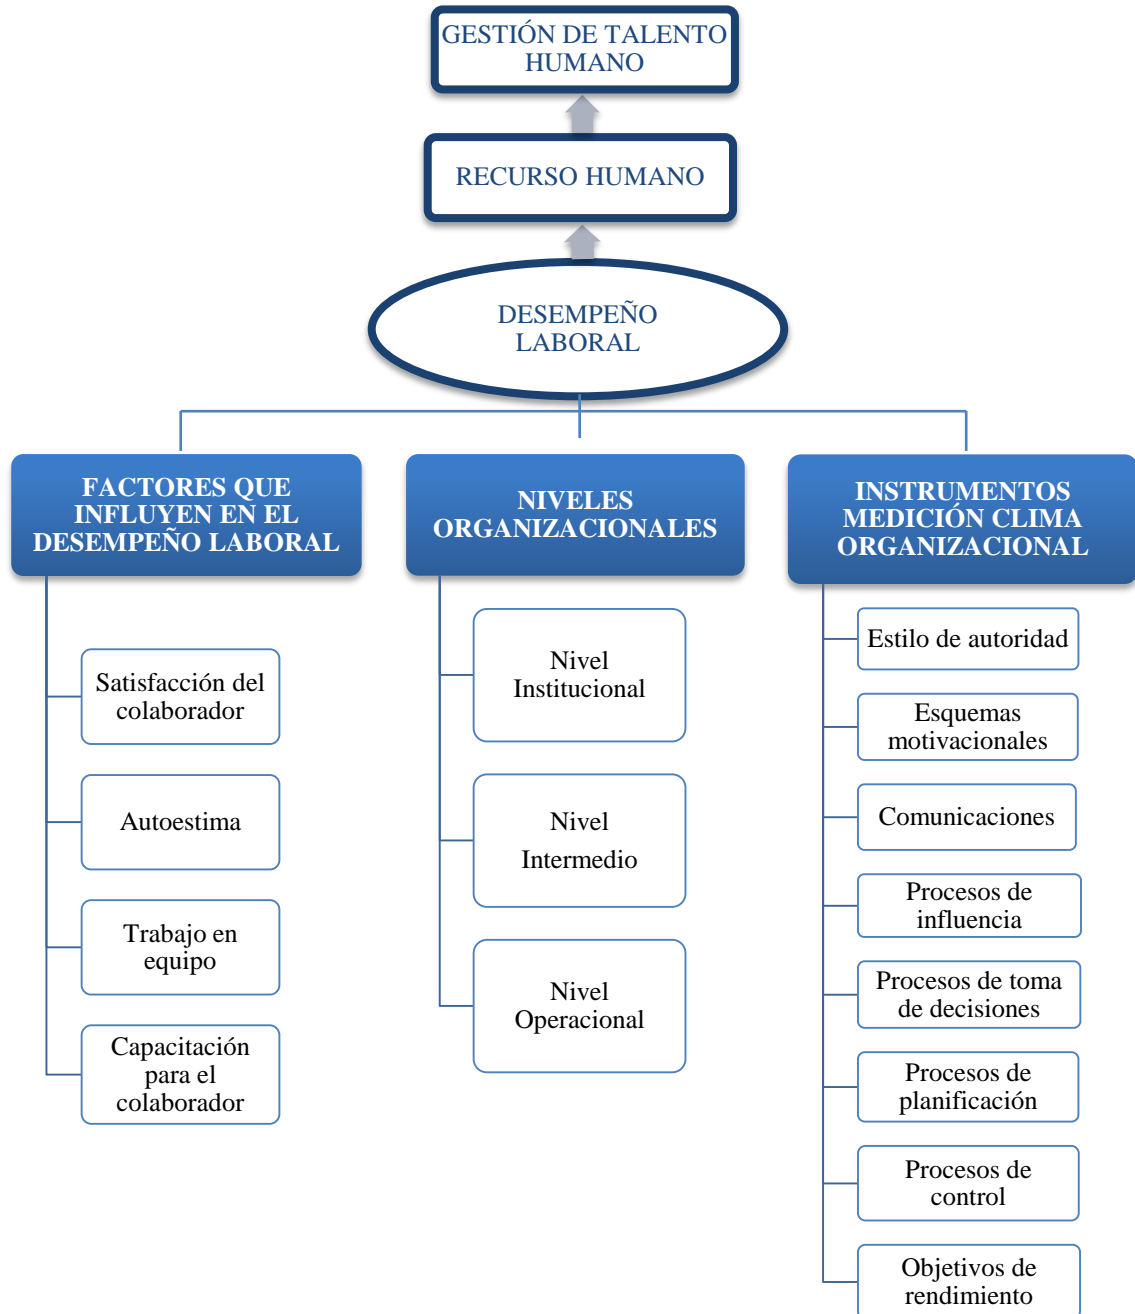 GESTIÓN DE TALENTO
HUMANO
RECURSO HUMANO
DESEMPEÑO
LABORAL
FACTORES QUE
INFLUYEN EN EL
DESEMPEÑO LABORAL
Satisfacción del
colaborador
Autoestima
Trabajo en
equipo
Capacitación
para el
colaborador
NIVELES
ORGANIZACIONALES
Nivel
Institucional
Nivel
Intermedio
Nivel
Operacional
INSTRUMENTOS
MEDICIÓN CLIMA
ORGANIZACIONAL
Estilo de autoridad
Esquemas
motivacionales
Comunicaciones
Procesos de
influencia
Procesos de toma
de decisiones
Procesos de
planificación
Procesos de
control
Objetivos de
rendimiento